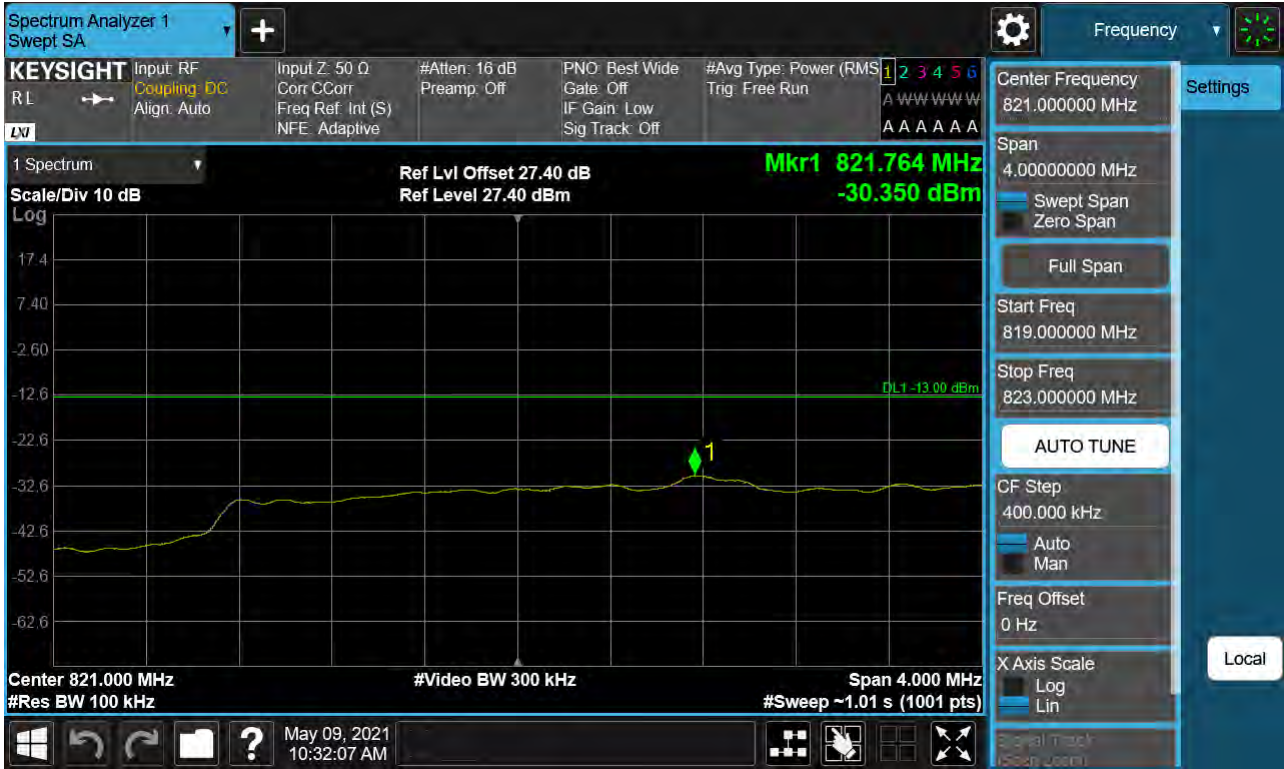 Spectrum Analyzer 1
Swept SA
+
Frequency
KEYSIGHT
RL
LXI
Input: RF
Coupling: DC
Align: Auto
Input Z: 50 Ω
Corr CCorr
Freq Ref: Int (S)
NFE: Adaptive
#Atten: 16 dB
Preamp: Off
PNO: Best Wide
Gate: Off
IF Gain: Low
Sig Track: Off
#Avg Type: Power (RMS
Trig: Free Run
1 2 3 4 5 6
A W W W W W
A A A A A A
1 Spectrum
Scale/Div 10 dB
Ref Lvl Offset 27.40 dB
Ref Level 27.40 dBm
Mkr1 821.764 MHz
-30.350 dBm
Log
17.4
7.40
-2.60
-12.6
-22.6
-32.6
-42.6
-52.6
-62.6
DL1 -13.00 dBm
1
Center 821.000 MHz
#Video BW 300 kHz
Span 4.000 MHz
#Res BW 100 kHz
#Sweep ~1.01 s (1001 pts)
Center Frequency
821.000000 MHz
Settings
Span
4.00000000 MHz
Swept Span
Zero Span
Full Span
Start Freq
819.000000 MHz
Stop Freq
823.000000 MHz
AUTO TUNE
CF Step
400.000 kHz
Auto
Man
Freq Offset
0 Hz
X Axis Scale
Log
Lin
Local
Signal Track
(Span Zoom)
?
May 09, 2021
10:32:07 AM